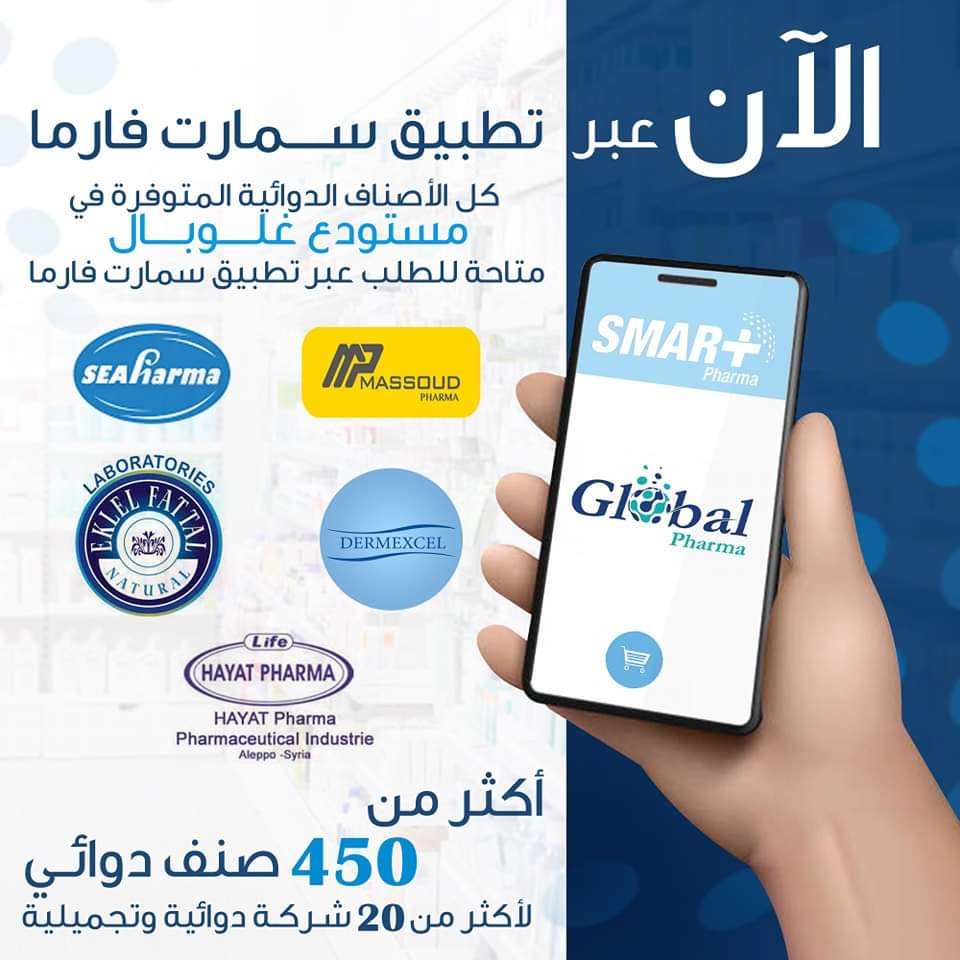 الآن عبر تطبيق سمارت فارما
كل الأصناف الدوائية المتوفرة في
مستودع غلوبال
متاحة للطلب عبر تطبيق سمارت فارما
SEAPharma
MP
MASSOUD
PHARMA
LABORATORIES
EKLEL FATTAL
NATURAL
DERMEXCEL
Life
HAYAT PHARMA
HAYAT Pharma
Pharmaceutical Industrie
Aleppo -Syria
SMAR+
Pharma
Global
Pharma
أكثر من
450 صنف دوائي
لأكثر من 20 شركة دوائية وتجميلية